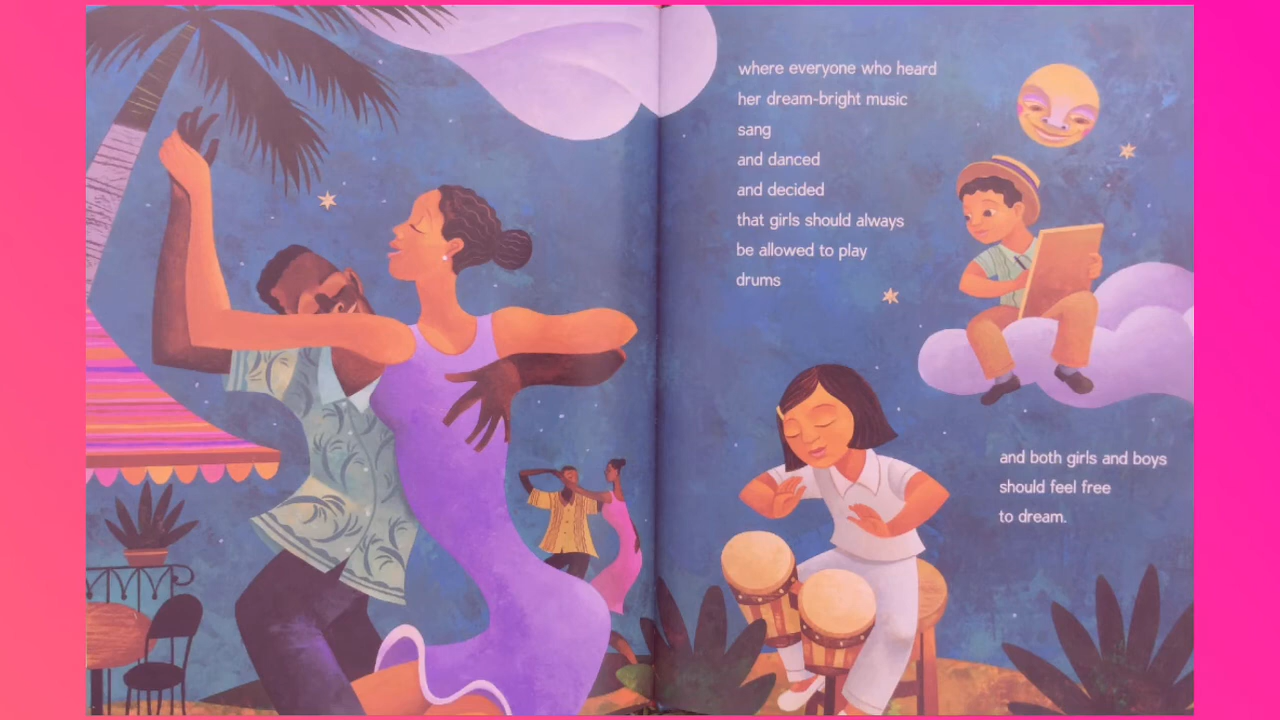 where everyone who heard
her dream-bright music
sang
and danced
and decided
that girls should always
be allowed to play
drums
and both girls and boys
should feel free
to dream.